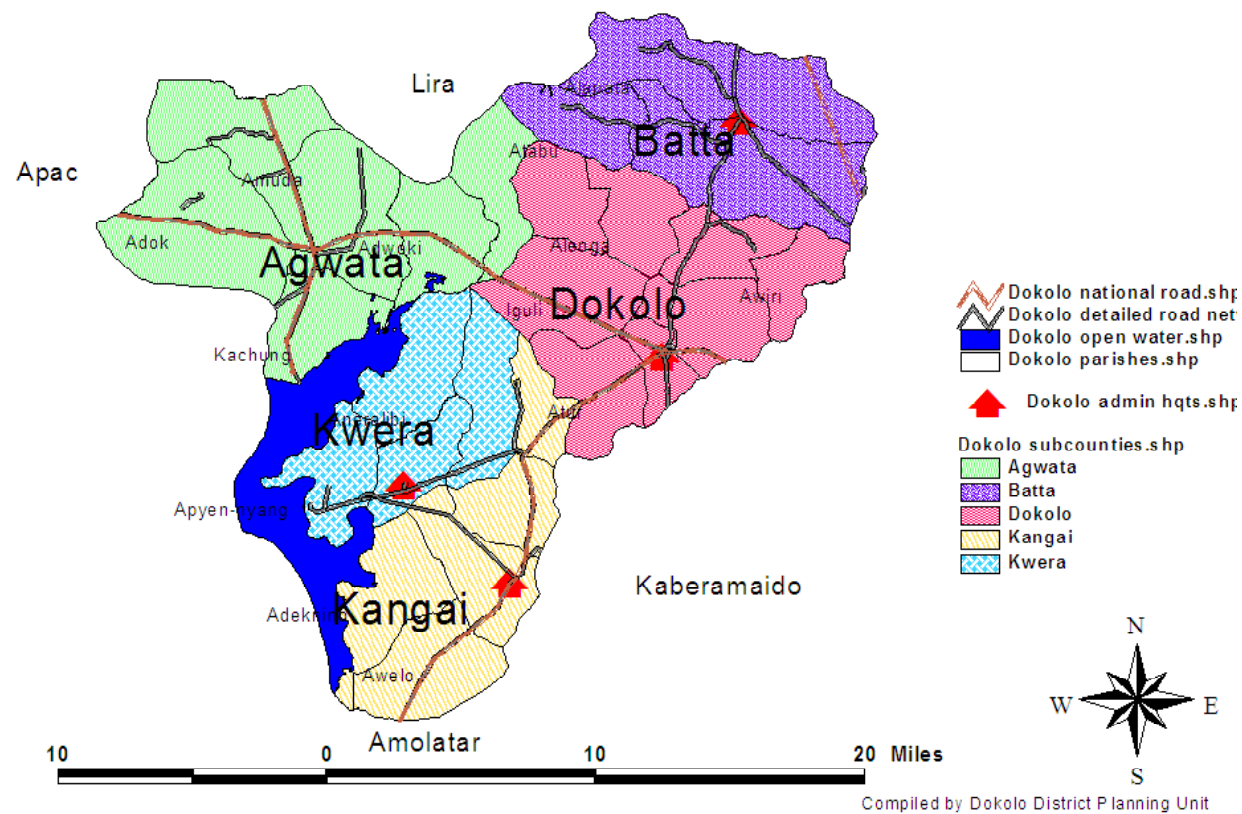 Lira
Alapata
Batta
Atabu
Apac
Amuda
Adok
Adwoki
Agwata
Aleoga
Dokolo
Iguli
Awiri
Kachung
Dokolo national road.shp
Dokolo detailed road net
Dokolo open water.shp
Dokolo parishes.shp
Dokolo admin hqts.shp
Dokolo subcounties.shp
Agwata
Batta
Dokolo
Kangai
Kwera
Atur
Kwera
Apyen-nyang
Kaberamaido
Kangai
Awelo
Amolatar
N
W
E
S
10
0
10
20 Miles
Compiled by Dokolo District Planning Unit